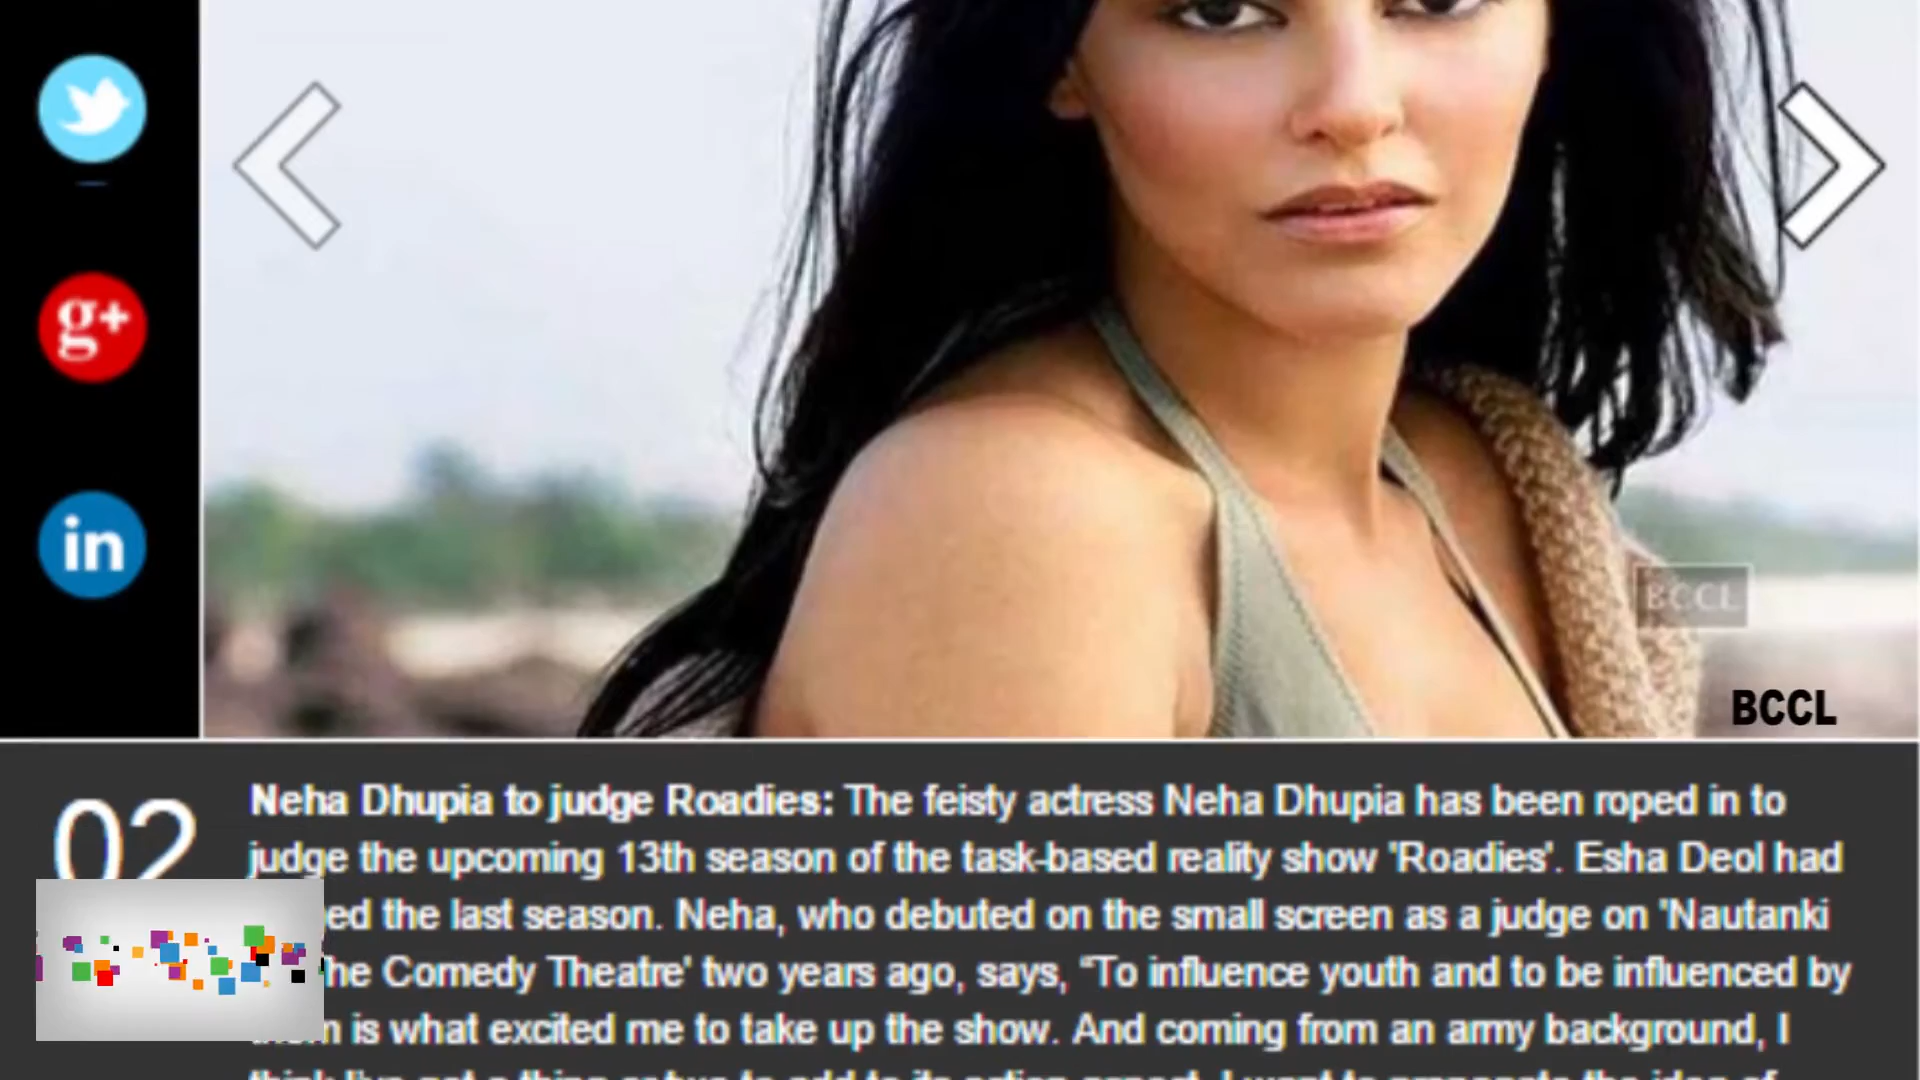 g+
in
BCCL
BCCL
02
Neha Dhupia to judge Roadies: The feisty actress Neha Dhupia has been roped in to
judge the upcoming 13th season of the task-based reality show 'Roadies'. Esha Deol had
the last season. Neha, who debuted on the small screen as a judge on 'Nautanki
Comedy Theatre' two years ago, says, “To influence youth and to be influenced by
is what excited me to take up the show. And coming from an army background, I